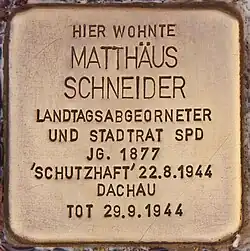 HIER WOHNTE
MATTHÄUS
SCHNEIDER
LANDTAGSABGEORNETER
UND STADTRAT SPD
JG. 1877
'SCHUTZHAFT' 22.8.1944
DACHAU
TOT 29.9.1944